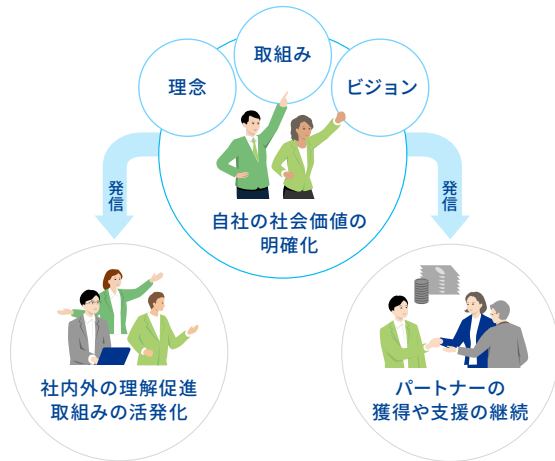 取組み
理念
ビジョン
自社の社会価値の
明確化
発信
発信
社内外の理解促進
取組みの活発化
パートナーの
獲得や支援の継続